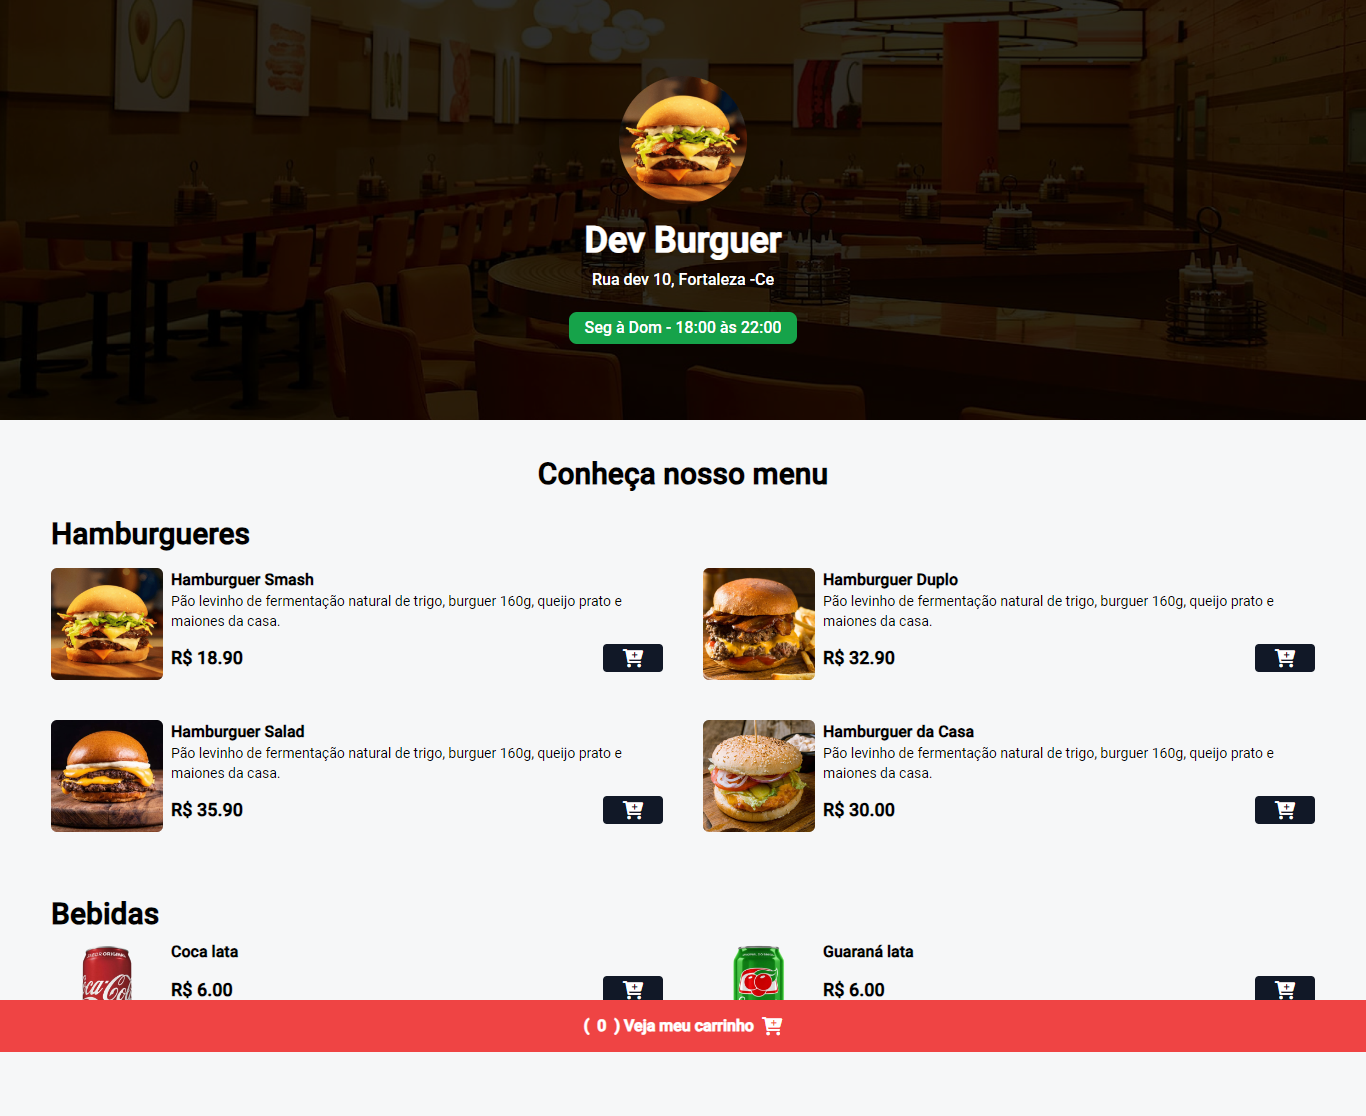 Dev Burguer
Rua dev 10, Fortaleza -Ce
Seg à Dom - 18:00 às 22:00
Conheça nosso menu
Hamburgueres
Hamburguer Smash
Pão levinho de fermentação natural de trigo, burguer 160g, queijo prato e
maiones da casa.
R$ 18.90
Hamburguer Duplo
Pão levinho de fermentação natural de trigo, burguer 160g, queijo prato e
maiones da casa.
R$ 32.90
Hamburguer Salad
Pão levinho de fermentação natural de trigo, burguer 160g, queijo prato e
maiones da casa.
R$ 35.90
Hamburguer da Casa
Pão levinho de fermentação natural de trigo, burguer 160g, queijo prato e
maiones da casa.
R$ 30.00
Bebidas
Coca lata
R$ 6.00
Guaraná lata
R$ 6.00
( 0 ) Veja meu carrinho